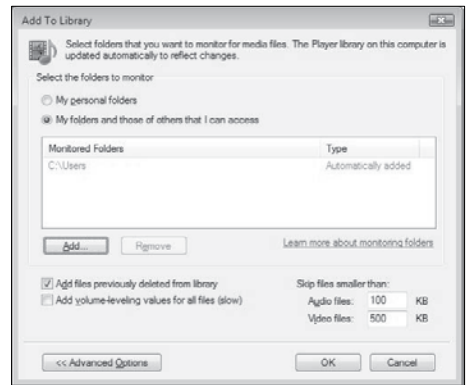 Add To Library
Select folders that you want to monitor for media files. The Player library on this computer is
updated automatically to reflect changes.
Select the folders to monitor
My personal folders
My folders and those of others that I can access
Monitored Folders Type
C:\Users Automatically added
Add... Remove Learn more about monitoring folders
Add files previously deleted from library Skip files smaller than:
Add volume-leveling values for all files (slow) Audio files: 100 KB
Video files: 500 KB
<< Advanced Options OK Cancel